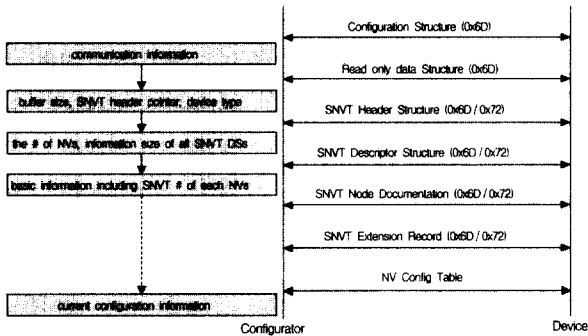 Configuration Structure (0x6D)
communication information
Read only data Structure (0x6D)
buffer size, SNVT header pointer, device type
SNVT Header Structure (0x6D / 0x72)
the # of NVs, information size of all SNVT DSs
SNVT Descriptor Structure (0x6D / 0x72)
basic information including SNVT # of each NVs
SNVT Node Documentation (0x6D / 0x72)
SNVT Extension Record (0x6D / 0x72)
NV Config Table
current configuration information
Configurator
Device